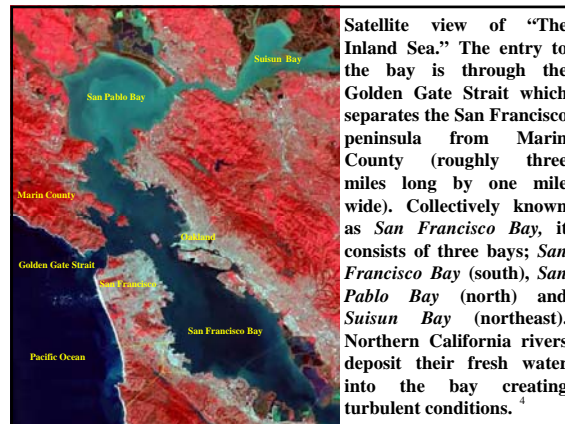 Suisun Bay
San Pablo Bay
Marin County
Oakland
Golden Gate Strait
San Francisco
San Francisco Bay
Pacific Ocean
Satellite view of “The
Inland Sea.” The entry to
the bay is through the
Golden Gate Strait which
separates the San Francisco
peninsula from Marin
County (roughly three
miles long by one mile
wide). Collectively known
as San Francisco Bay, it
consists of three bays; San
Francisco Bay (south), San
Pablo Bay (north) and
Suisun Bay (northeast).
Northern California rivers
deposit their fresh water
into the bay creating
turbulent conditions. 4